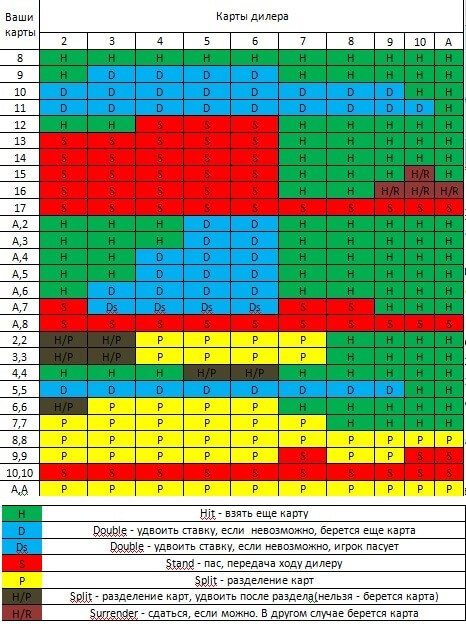 Ваши карты Карты дилера
2 3 4 5 6 7 8 9 10 A
8 H H H H H H H H H H
9 H D D D D H H H H H
10 D D D D D D D D H H
11 D D D D D D D D D H
12 H H S S S H H H H H
13 S S S S S H H H H H
14 S S S S S H H H H H
15 S S S S S H H H H/R H
16 S S S S S H H H/R H/R H/R
17 S S S S S S S S S S
A,2 H H H D D H H H H H
A,3 H H H D D H H H H H
A,4 H H D D D H H H H H
A,5 H H D D D H H H H H
A,6 H D D D D H H H H H
A,7 S Ds Ds Ds Ds S S H H H
A,8 S S S S S S S S S S
2,2 H/P H/P P P P P H H H H
3,3 H/P H/P P P P P H H H H
4,4 H H H H/P H/P H H H H H
5,5 D D D D D D D D H H
6,6 H/P P P P P H H H H H
7,7 P P P P P P H H H H
8,8 P P P P P P P P P P
9,9 P P P P P S P P S S
10,10 S S S S S S S S S S
A,A P P P P P P P P P P
H Hit - взять еще карту
D Double - удвоить ставку, если невозможно, берется еще карта
Ds Double - удвоить ставку, если невозможно, игрок пасует
S Stand - пас, передача ходу дилеру
P Split - разделение карт
H/P Split - разделение карт, удвоить после раздела(нельзя - берется карта)
H/R Surrender - сдаться, если можно. В другом случае берется карта